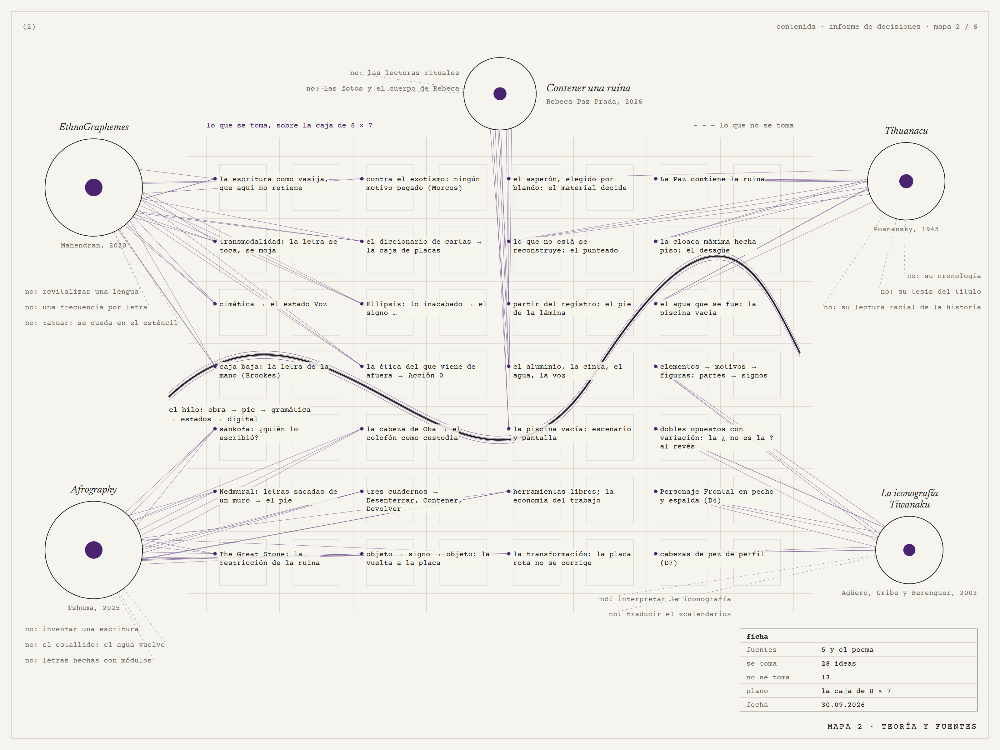 (2)
contenida · informe de decisiones · mapa 2 / 6
no: las lecturas rituales
no: las fotos y el cuerpo de Rebeca
Contener una ruina
Rebeca Paz Prada, 2026
EthnoGraphemes
lo que se toma, sobre la caja de 8 × 7
– – – lo que no se toma
Tihuanacu
la escritura como vasija,
que aquí no retiene
contra el exotismo: ningún
motivo pegado (Morcos)
el asperón, elegido por
blando: el material decide
La Paz contiene la ruina
Mahendran, 2020
Posnansky, 1945
transmodalidad: la letra se
toca, se moja
el diccionario de cartas →
la caja de placas
lo que no está se
reconstruye: el punteado
la cloaca máxima hecha
piso: el desagüe
no: revitalizar una lengua
no: una frecuencia por letra
no: tatuar: se queda en el esténcil
no: su cronología
no: su tesis del título
no: su lectura racial de la historia
cimática → el estado Voz
Ellipsis: lo inacabado → el
signo …
partir del registro: el pie
de la lámina
el agua que se fue: la
piscina vacía
caja baja: la letra de la
mano (Brookes)
la ética del que viene de
afuera → Acción 0
el aluminio, la cinta, el
agua, la voz
elementos → motivos →
figuras: partes → signos
el hilo: obra → pie → gramática
→ estados → digital
sankofa: ¿quién lo
escribió?
la cabeza de Oba → el
colofón como custodia
la piscina vacía: escenario
y pantalla
dobles opuestos con
variación: la ¿ no es la ?
al revés
Afrography
Nedmural: letras sacadas de
un muro → el pie
tres cuadernos →
Desenterrar, Contener,
Devolver
herramientas libres; la
economía del trabajo
Personaje Frontal en pecho
y espalda (D4)
La iconografía
Tiwanaku
The Great Stone: la
restricción de la ruina
objeto → signo → objeto: la
vuelta a la placa
la transformación: la placa
rota no se corrige
cabezas de pez de perfil
(D7)
Tshuma, 2025
Agüero, Uribe y Berenguer, 2003
no: interpretar la iconografía
no: traducir el «calendario»
no: inventar una escritura
no: el estallido: el agua vuelve
no: letras hechas con módulos
ficha
fuentes 5 y el poema
se toma 28 ideas
no se toma 13
plano la caja de 8 × 7
fecha 30.09.2026
MAPA 2 · TEORÍA Y FUENTES